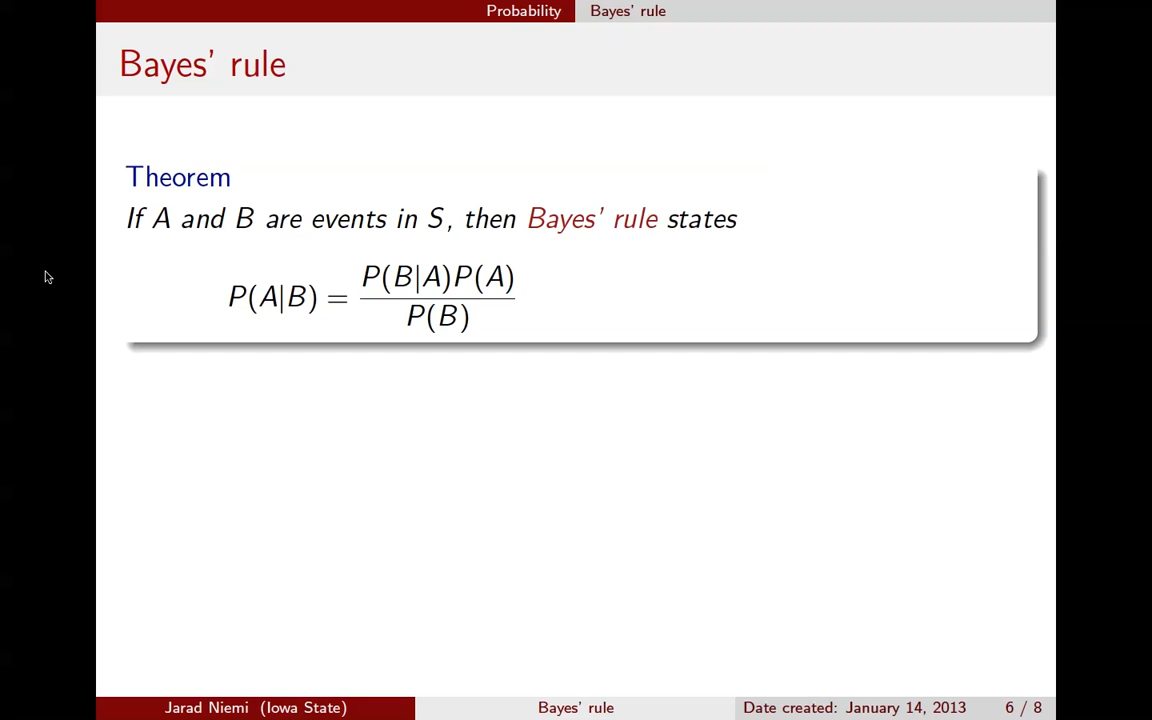 Probability Bayes' rule
Bayes' rule
Theorem
If A and B are events in S, then Bayes' rule states
P(A|B) = P(B|A)P(A)
P(B)
Jarad Niemi (Iowa State) Bayes' rule Date created: January 14, 2013 6 / 8